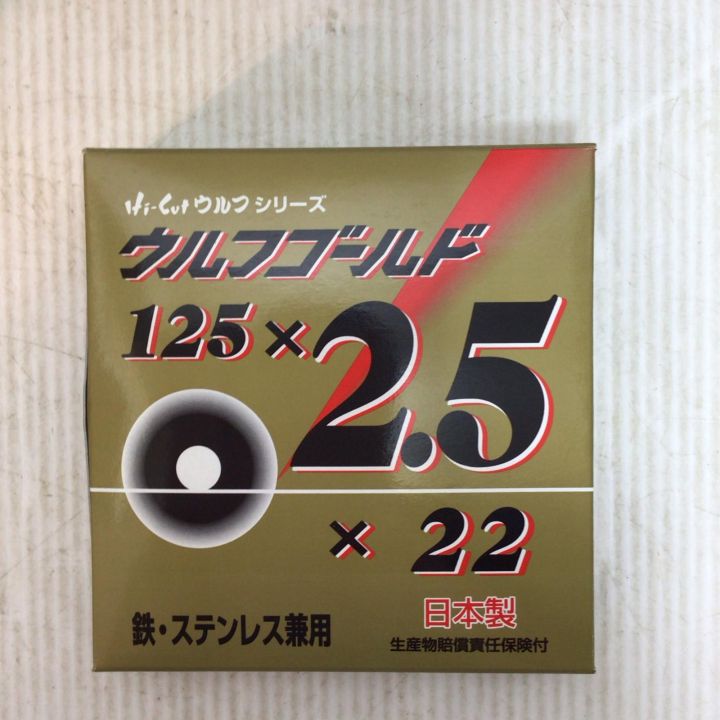 Hi-Cut ウルフシリーズ
ウルフゴールド
125×2.5
×22
鉄・ステンレス兼用
日本製
生産物賠償責任保険付